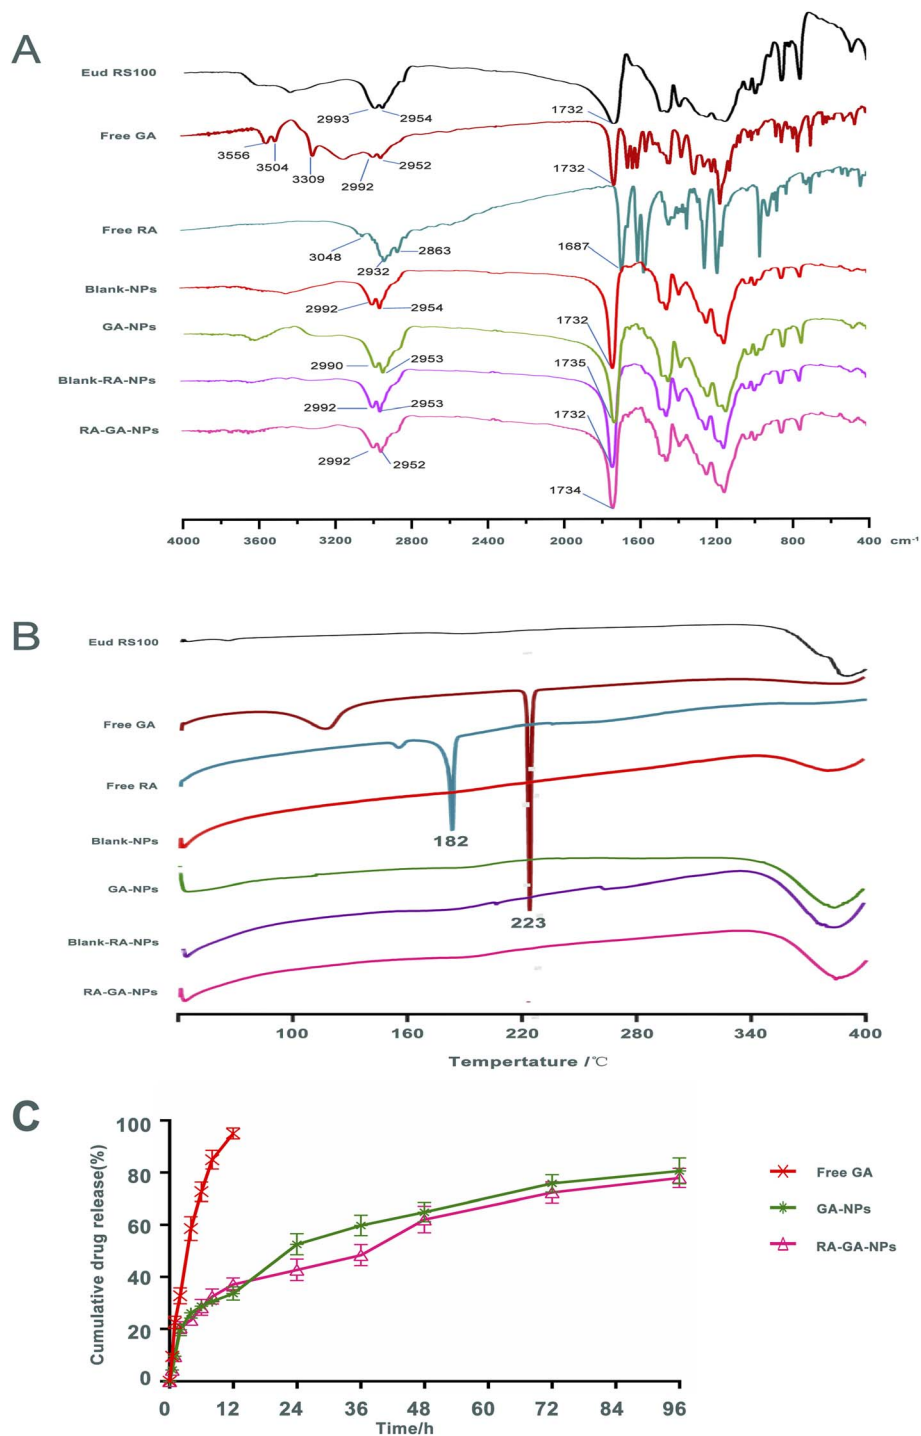 A
Eud RS100
2993
2954
1732
Free GA
3556
3504
3309
2992
2952
1732
Free RA
3048
2932
2863
1687
Blank-NPs
2992
2954
1732
GA-NPs
2990
2953
1735
Blank-RA-NPs
2992
2953
1732
RA-GA-NPs
2992
2952
1734
4000 3600 3200 2800 2400 2000 1600 1200 800 400 cm⁻¹
B
Eud RS100
Free GA
Free RA
Blank-NPs
182
GA-NPs
223
Blank-RA-NPs
RA-GA-NPs
100 160 220 280 340 400
Tempertature /℃
C
Cumulative drug release(%)
100
80
60
40
20
0
0 12 24 36 48 60 72 84 96
Time/h
Free GA
GA-NPs
RA-GA-NPs